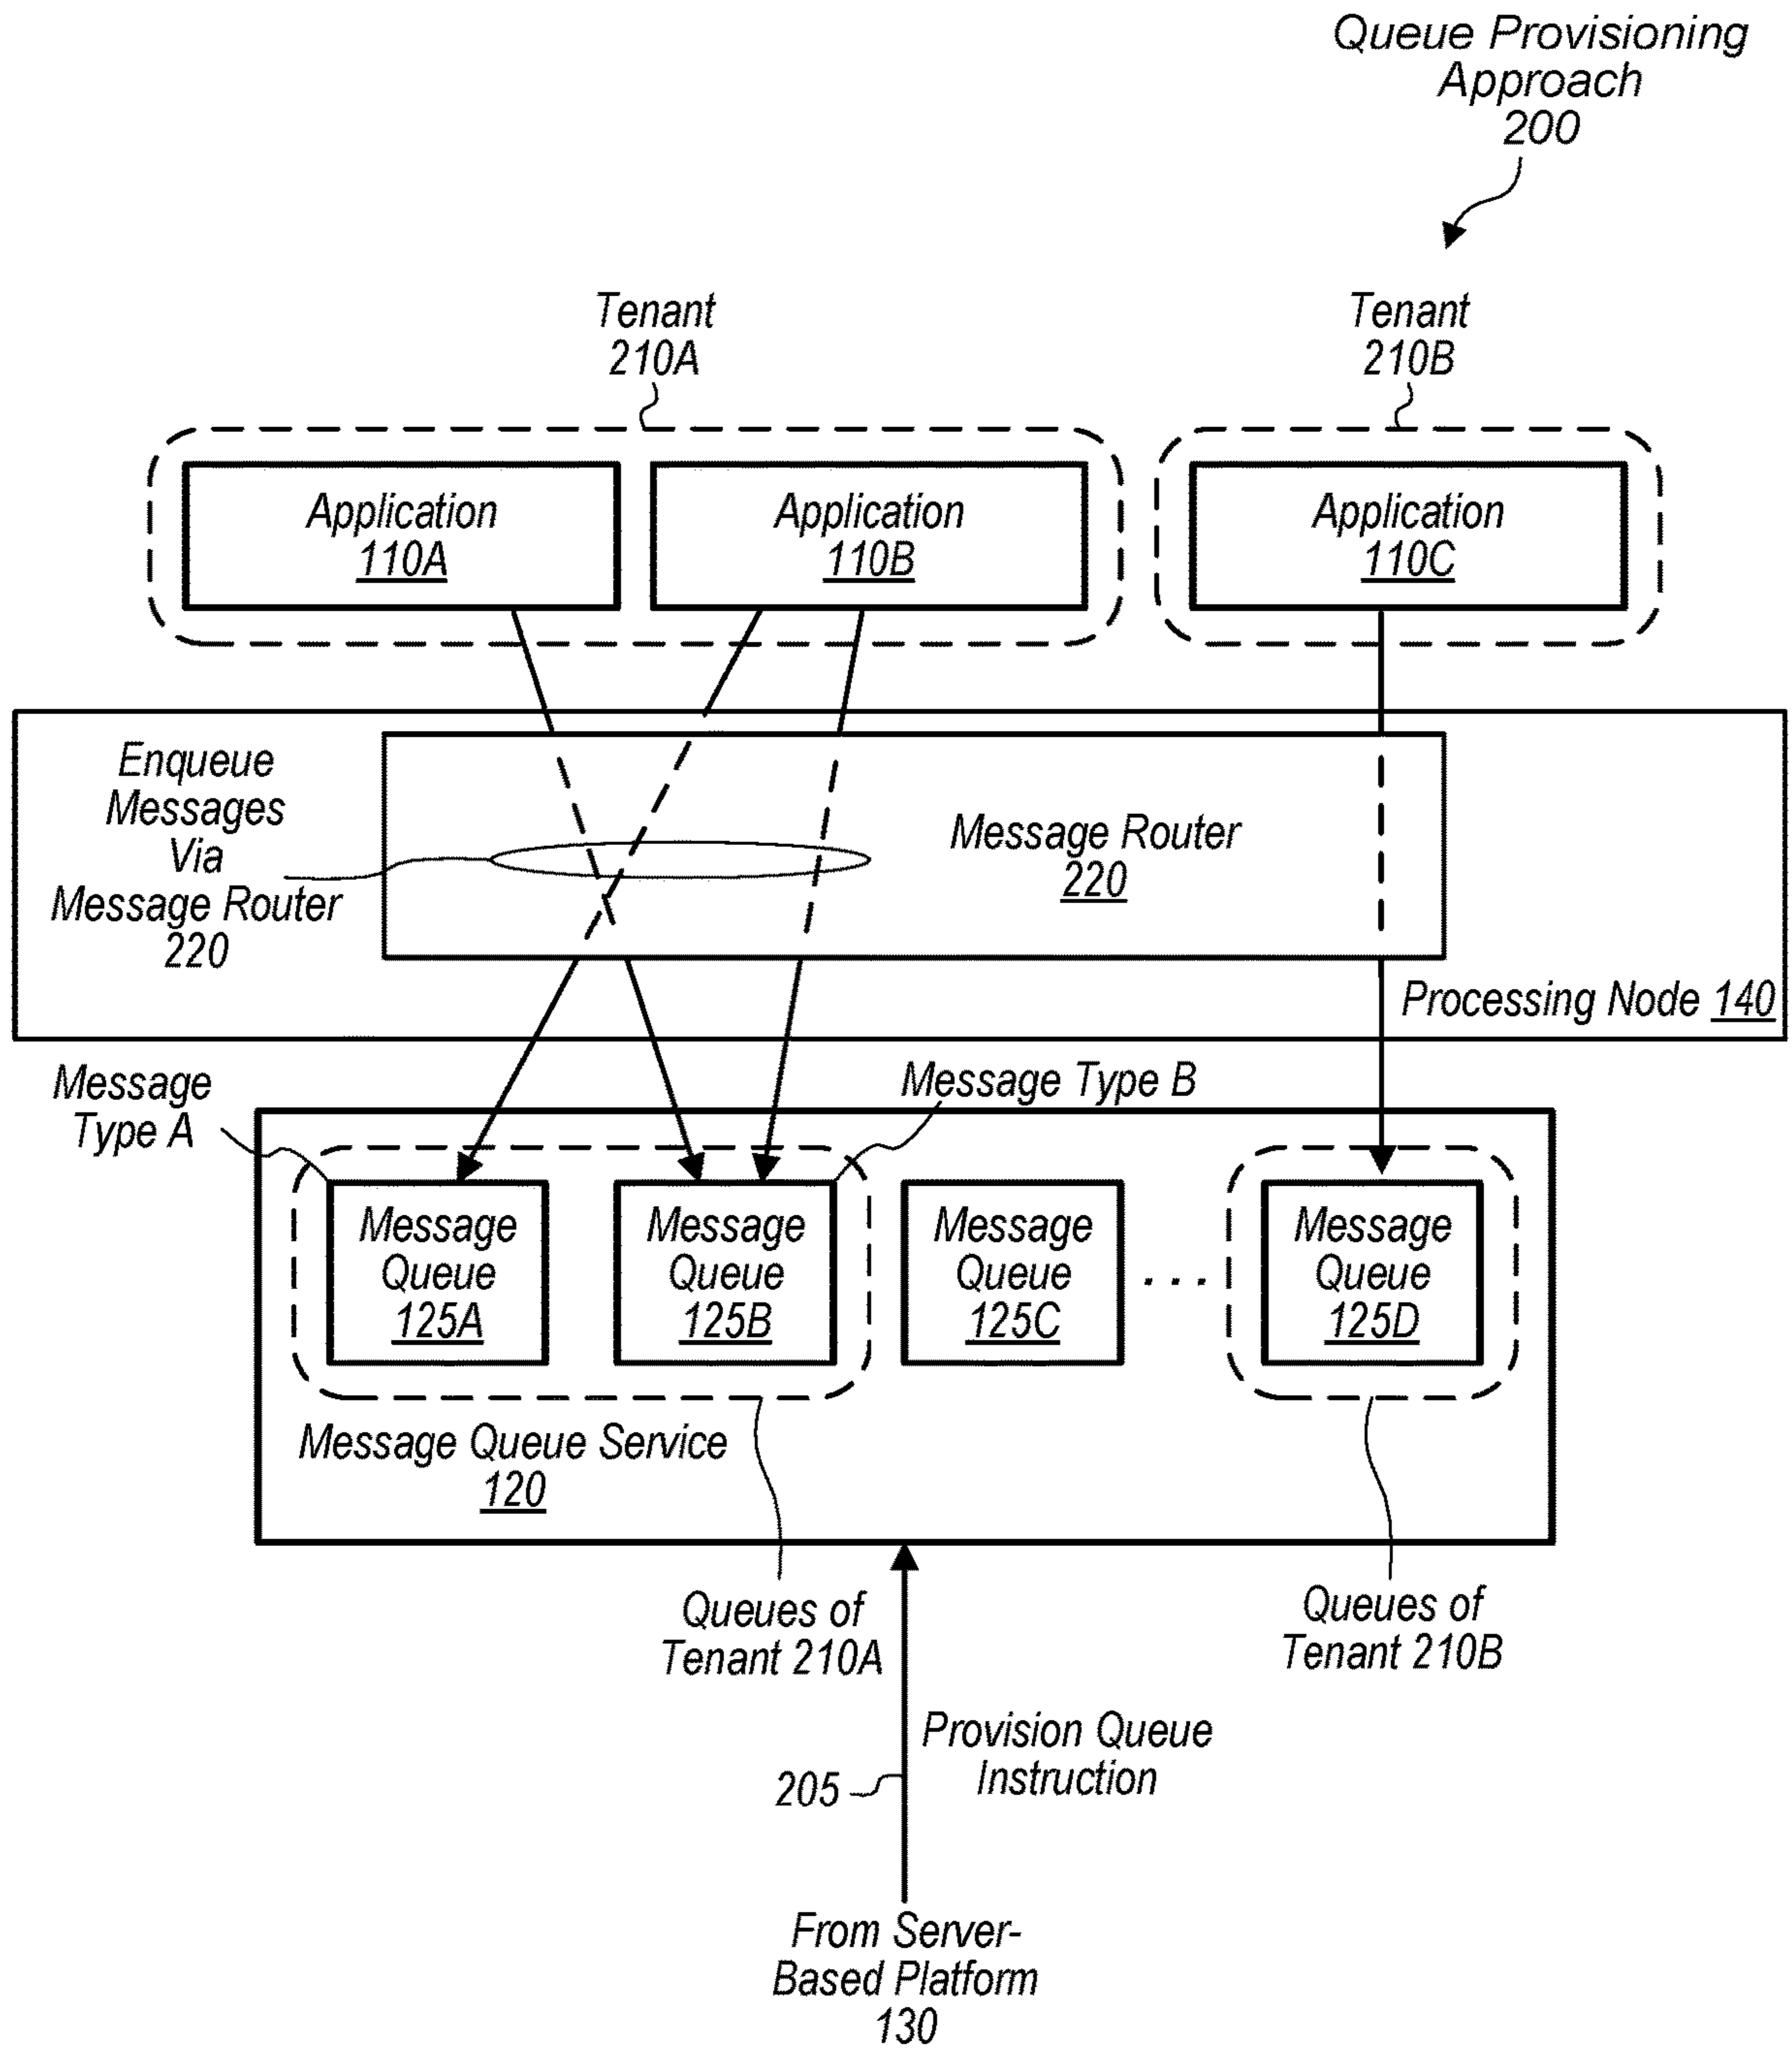 Queue Provisioning
Approach
200
Tenant
210A
Tenant
210B
Application
110A
Application
110B
Application
110C
Enqueue
Messages
Via
Message Router
220
Message Router
220
Processing Node 140
Message
Type A
Message Type B
Message
Queue
125A
Message
Queue
125B
Message
Queue
125C
...
Message
Queue
125D
Message Queue Service
120
Queues of
Tenant 210A
Queues of
Tenant 210B
Provision Queue
Instruction
205
From Server-
Based Platform
130